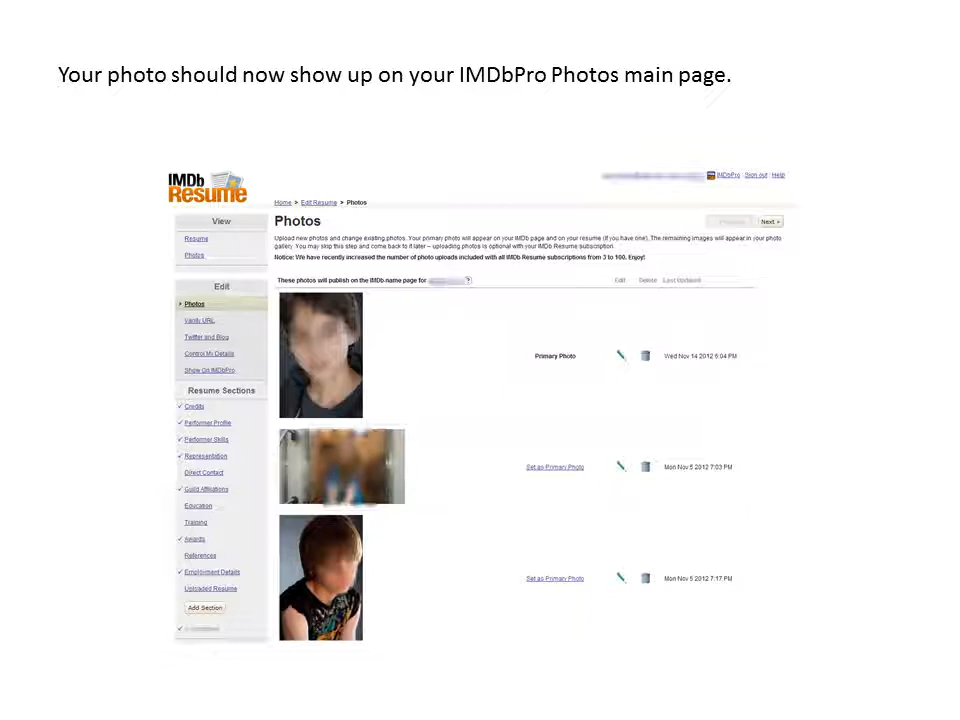 Your photo should now show up on your IMDbPro Photos main page.
IMDb
Resume
IMDbPro Sign out Help
Home > Edit Resume > Photos
View
Resume
Photos
Edit
Photos
Vanity URL
Twitter and Blog
Control My Details
Show On IMDbPro
Resume Sections
✓ Credits
✓ Performer Profile
✓ Performer Skills
✓ Representation
Direct Contact
✓ Guild Affiliations
Education
Training
✓ Awards
References
✓ Employment Details
Uploaded Resume
Add Section
Photos
Next >
Upload new photos and change existing photos. Your primary photo will appear on your IMDb page and on your resume (if you have one). The remaining images will appear in your photo
gallery. You may skip this step and come back to it later – uploading photos is optional with your IMDb Resume subscription.
Notice: We have recently increased the number of photo uploads included with all IMDb Resume subscriptions from 3 to 100. Enjoy!
These photos will publish on the IMDb name page for ?
Edit Delete Last Updated
Primary Photo Wed Nov 14 2012 5:04 PM
Set as Primary Photo Mon Nov 5 2012 7:03 PM
Set as Primary Photo Mon Nov 5 2012 7:17 PM